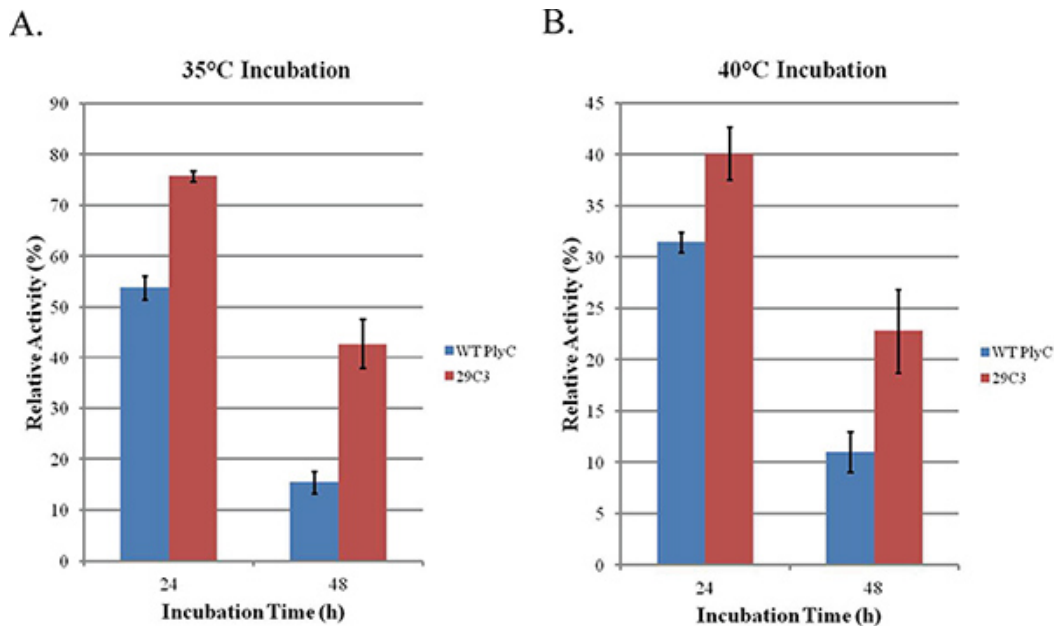 A.
35°C Incubation
90
80
70
60
50
40
30
20
10
0
Relative Activity (%)
24
48
Incubation Time (h)
WT PlyC
29C3
B.
40°C Incubation
45
40
35
30
25
20
15
10
5
0
Relative Activity (%)
24
48
Incubation Time (h)
WT PlyC
29C3